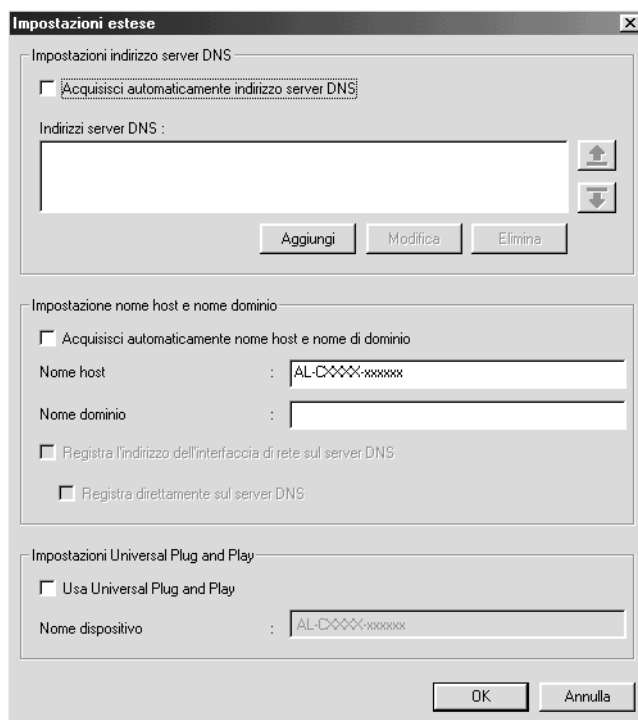 Impostazioni estese
Impostazioni indirizzo server DNS
Acquisisci automaticamente indirizzo server DNS
Indirizzi server DNS :
Aggiungi Modifica Elimina
Impostazione nome host e nome dominio
Acquisisci automaticamente nome host e nome di dominio
Nome host : AL-CXXXX-xxxxxx
Nome dominio :
Registra l'indirizzo dell'interfaccia di rete sul server DNS
Registra direttamente sul server DNS
Impostazioni Universal Plug and Play
Usa Universal Plug and Play
Nome dispositivo : AL-CXXXX-xxxxxx
OK Annulla